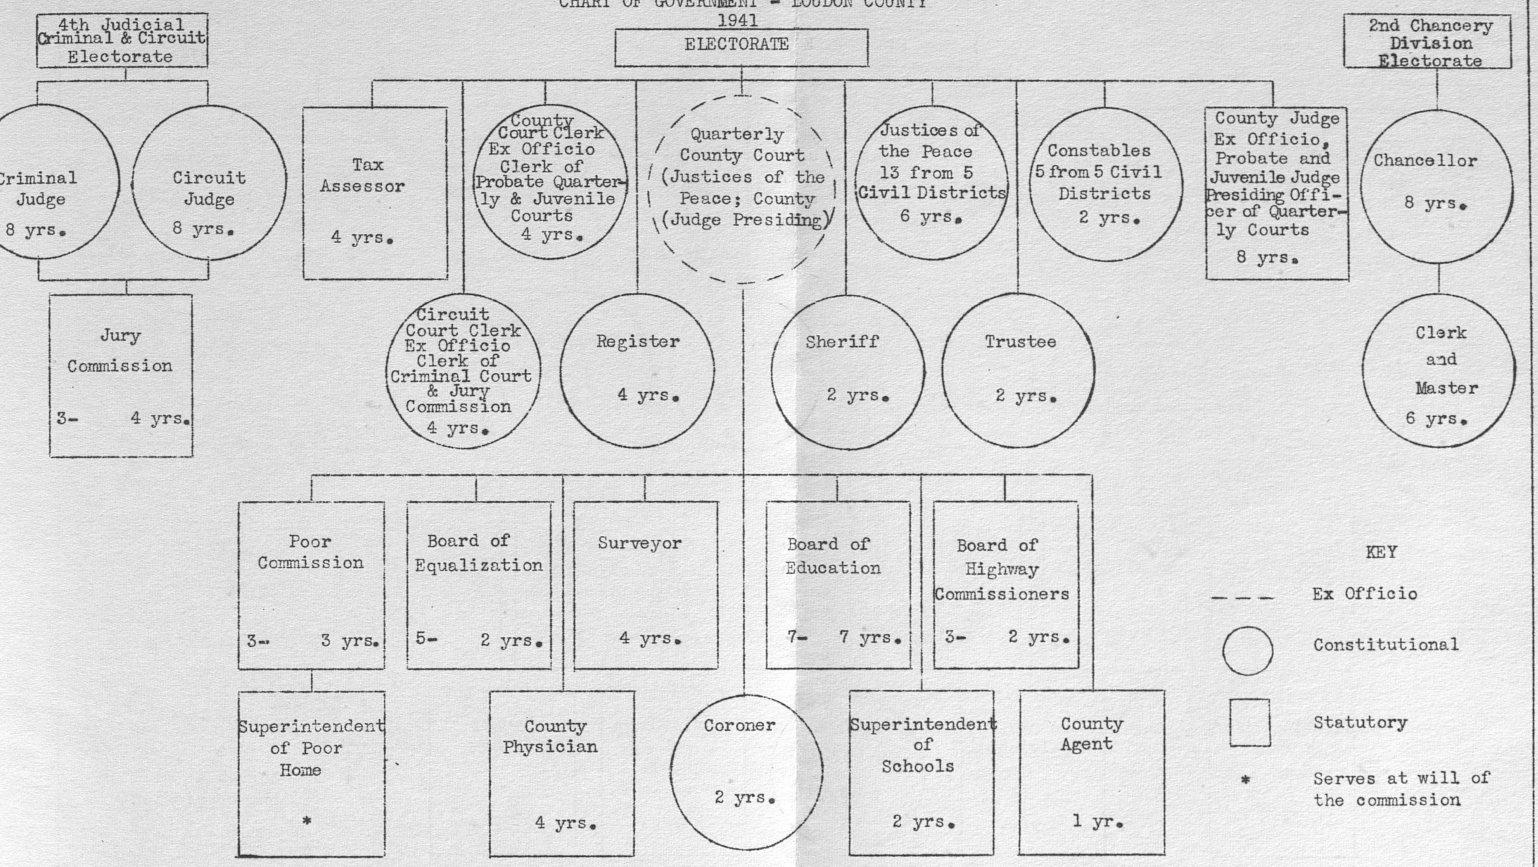 CHART OF GOVERNMENT - LOUDON COUNTY
1941
4th Judicial
Criminal & Circuit
Electorate
ELECTORATE
2nd Chancery
Division
Electorate
Criminal
Judge
8 yrs.
Circuit
Judge
8 yrs.
Tax
Assessor
4 yrs.
County
Court Clerk
Ex Officio
Clerk of
Probate Quarter-
ly & Juvenile
Courts
4 yrs.
Quarterly
County Court
(Justices of the
Peace; County
(Judge Presiding)
Justices of
the Peace
13 from 5
Civil Districts
6 yrs.
Constables
5 from 5 Civil
Districts
2 yrs.
County Judge
Ex Officio,
Probate and
Juvenile Judge
Presiding Offi-
cer of Quarter-
ly Courts
8 yrs.
Chancellor
8 yrs.
Jury
Commission
3- 4 yrs.
Circuit
Court Clerk
Ex Officio
Clerk of
Criminal Court
& Jury
Commission
4 yrs.
Register
4 yrs.
Sheriff
2 yrs.
Trustee
2 yrs.
Clerk
and
Master
6 yrs.
Poor
Commission
3- 3 yrs.
Board of
Equalization
5- 2 yrs.
Surveyor
4 yrs.
Board of
Education
7- 7 yrs.
Board of
Highway
Commissioners
3- 2 yrs.
Superintendent
of Poor
Home
*
County
Physician
4 yrs.
Coroner
2 yrs.
Superintendent
of
Schools
2 yrs.
County
Agent
1 yr.
KEY
Ex Officio
Constitutional
Statutory
* Serves at will of
the commission